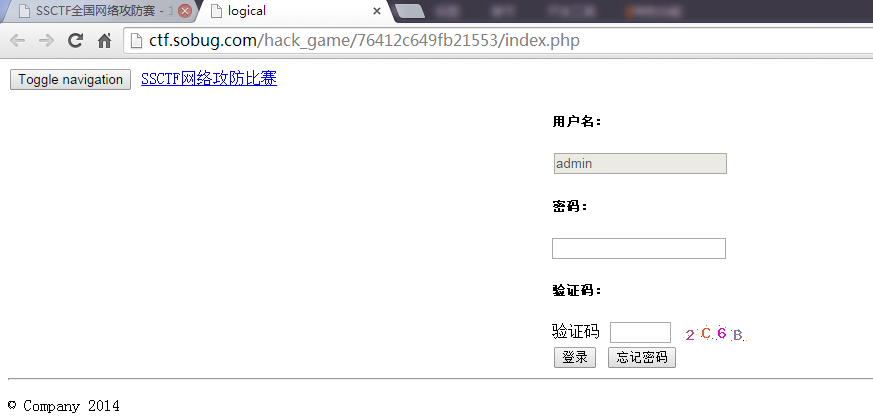 SSCTF全国网络攻防赛 -
logical
ctf.sobug.com/hack_game/76412c649fb21553/index.php
Toggle navigation SSCTF网络攻防比赛
用户名:
admin
密码:
验证码:
验证码 2C6B
登录 忘记密码
© Company 2014